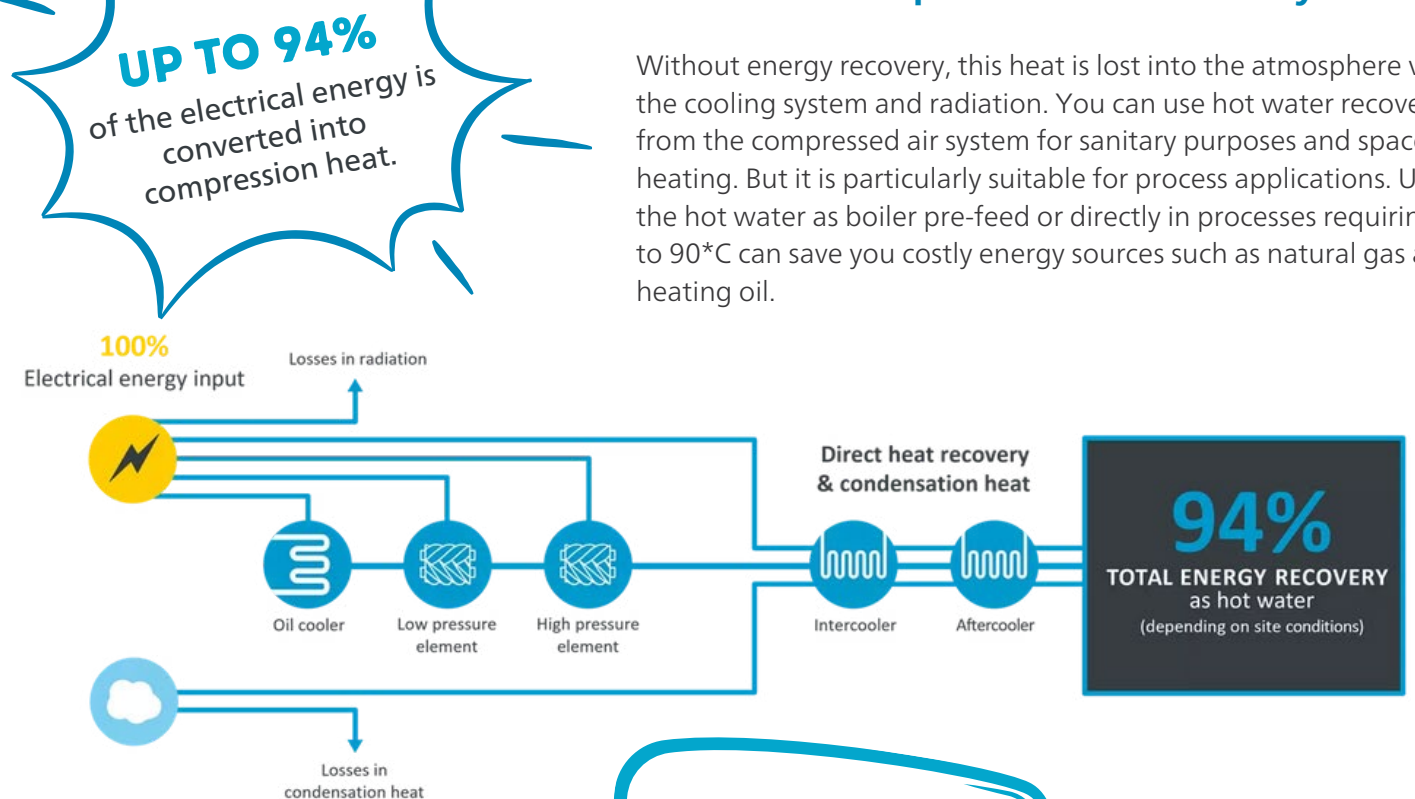 UP TO 94%
of the electrical energy is
converted into
compression heat.
Without energy recovery, this heat is lost into the atmosphere
the cooling system and radiation. You can use hot water
from the compressed air system for sanitary purposes and
heating. But it is particularly suitable for process applications.
the hot water as boiler pre-feed or directly in processes
to 90*C can save you costly energy sources such as natural gas
heating oil.
100%
Electrical energy input
Losses in radiation
Direct heat recovery
& condensation heat
94%
TOTAL ENERGY RECOVERY
as hot water
(depending on site conditions)
Oil cooler
Low pressure
element
High pressure
element
Intercooler
Aftercooler
Losses in
condensation heat